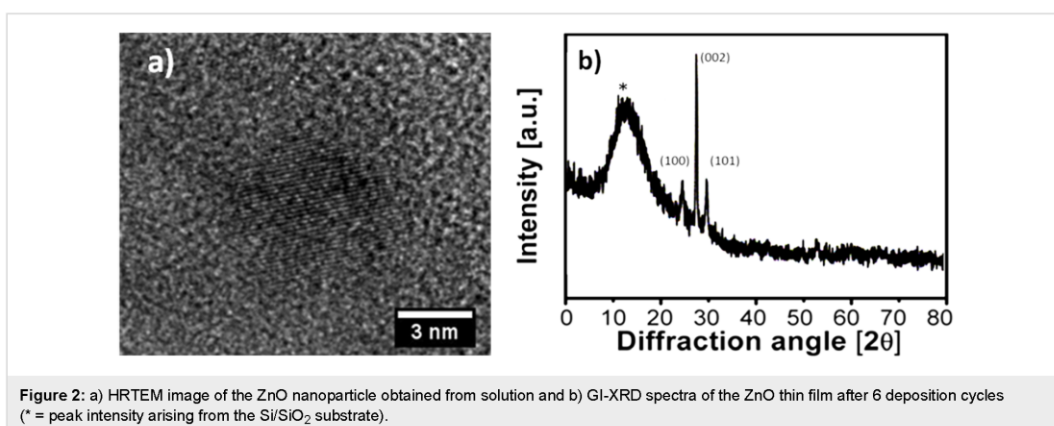 a)
3 nm
b)
*
(002)
(100)
(101)
Intensity [a.u.]
0 10 20 30 40 50 60 70 80
Diffraction angle [2θ]
Figure 2: a) HRTEM image of the ZnO nanoparticle obtained from solution and b) GI-XRD spectra of the ZnO thin film after 6 deposition cycles
(* = peak intensity arising from the Si/SiO₂ substrate).